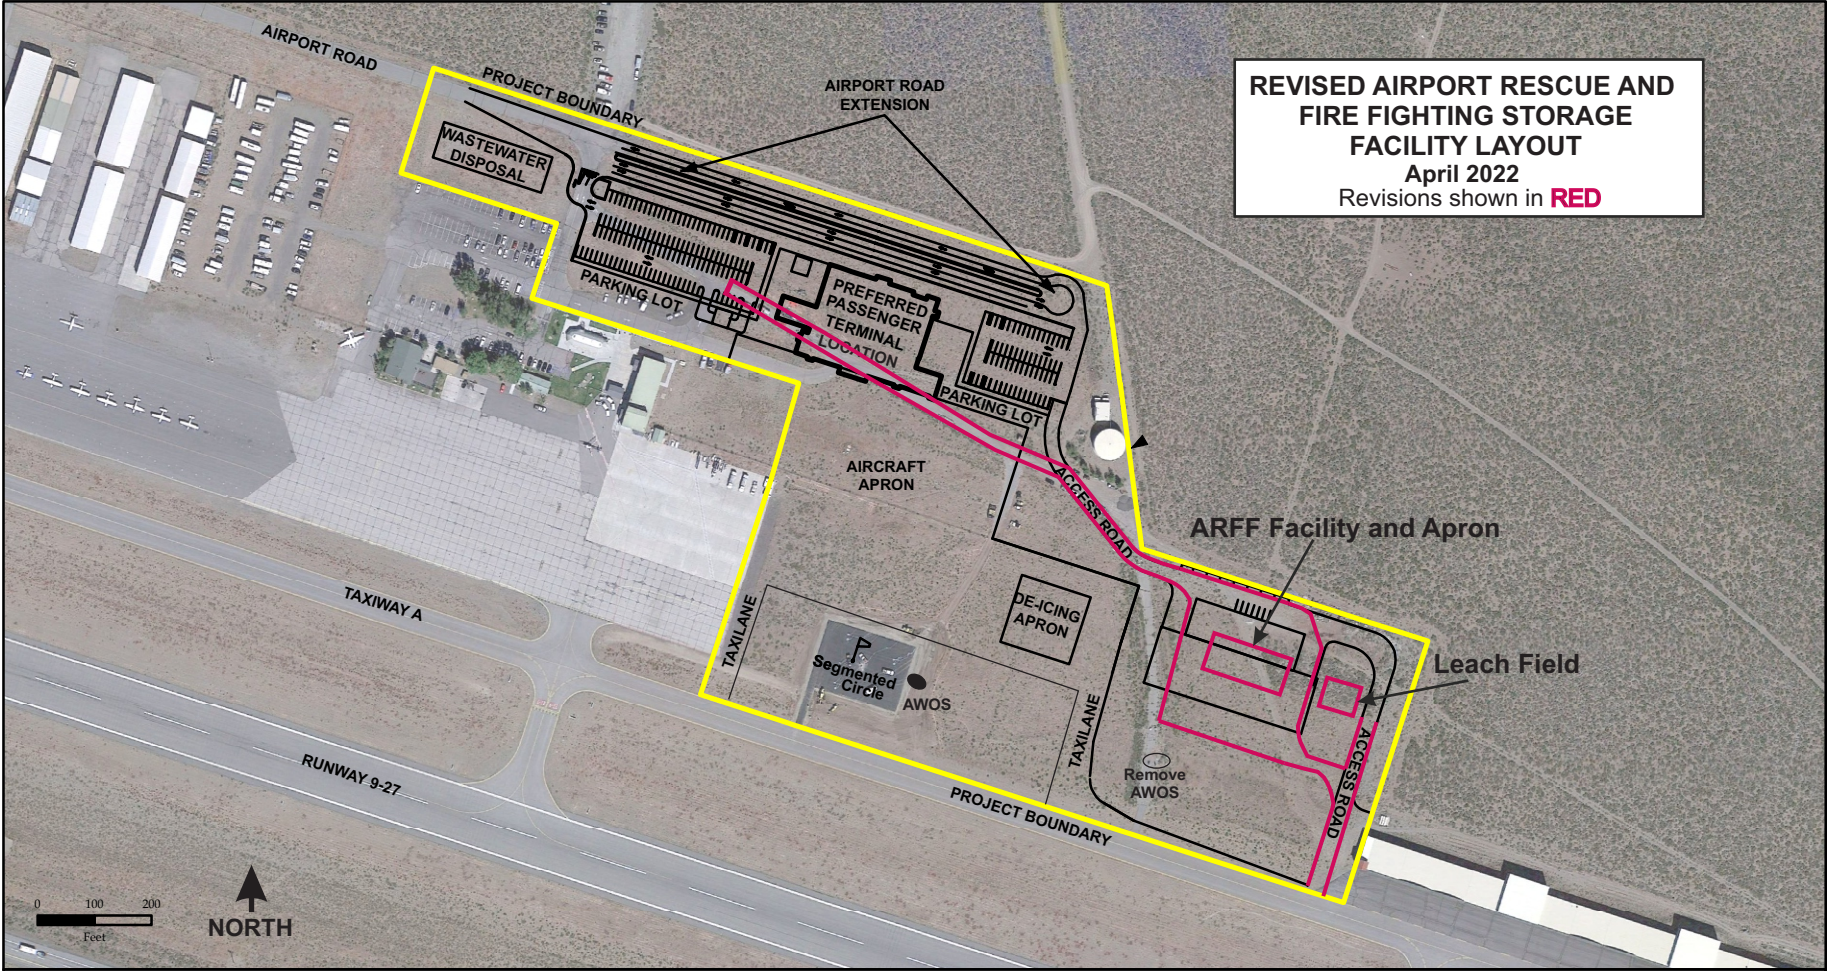 AIRPORT ROAD
PROJECT BOUNDARY
AIRPORT ROAD
EXTENSION
REVISED AIRPORT RESCUE AND
FIRE FIGHTING STORAGE
FACILITY LAYOUT
April 2022
Revisions shown in RED
WASTEWATER
DISPOSAL
PARKING LOT
PREFERRED
PASSENGER
TERMINAL
LOCATION
PARKING LOT
AIRCRAFT
APRON
ACCESS ROAD
ARFF Facility and Apron
TAXIWAY A
TAXILANE
DE-ICING
APRON
Segmented
Circle
AWOS
Leach Field
TAXILANE
Remove
AWOS
ACCESS ROAD
RUNWAY 9-27
PROJECT BOUNDARY
0 100 200
Feet
NORTH